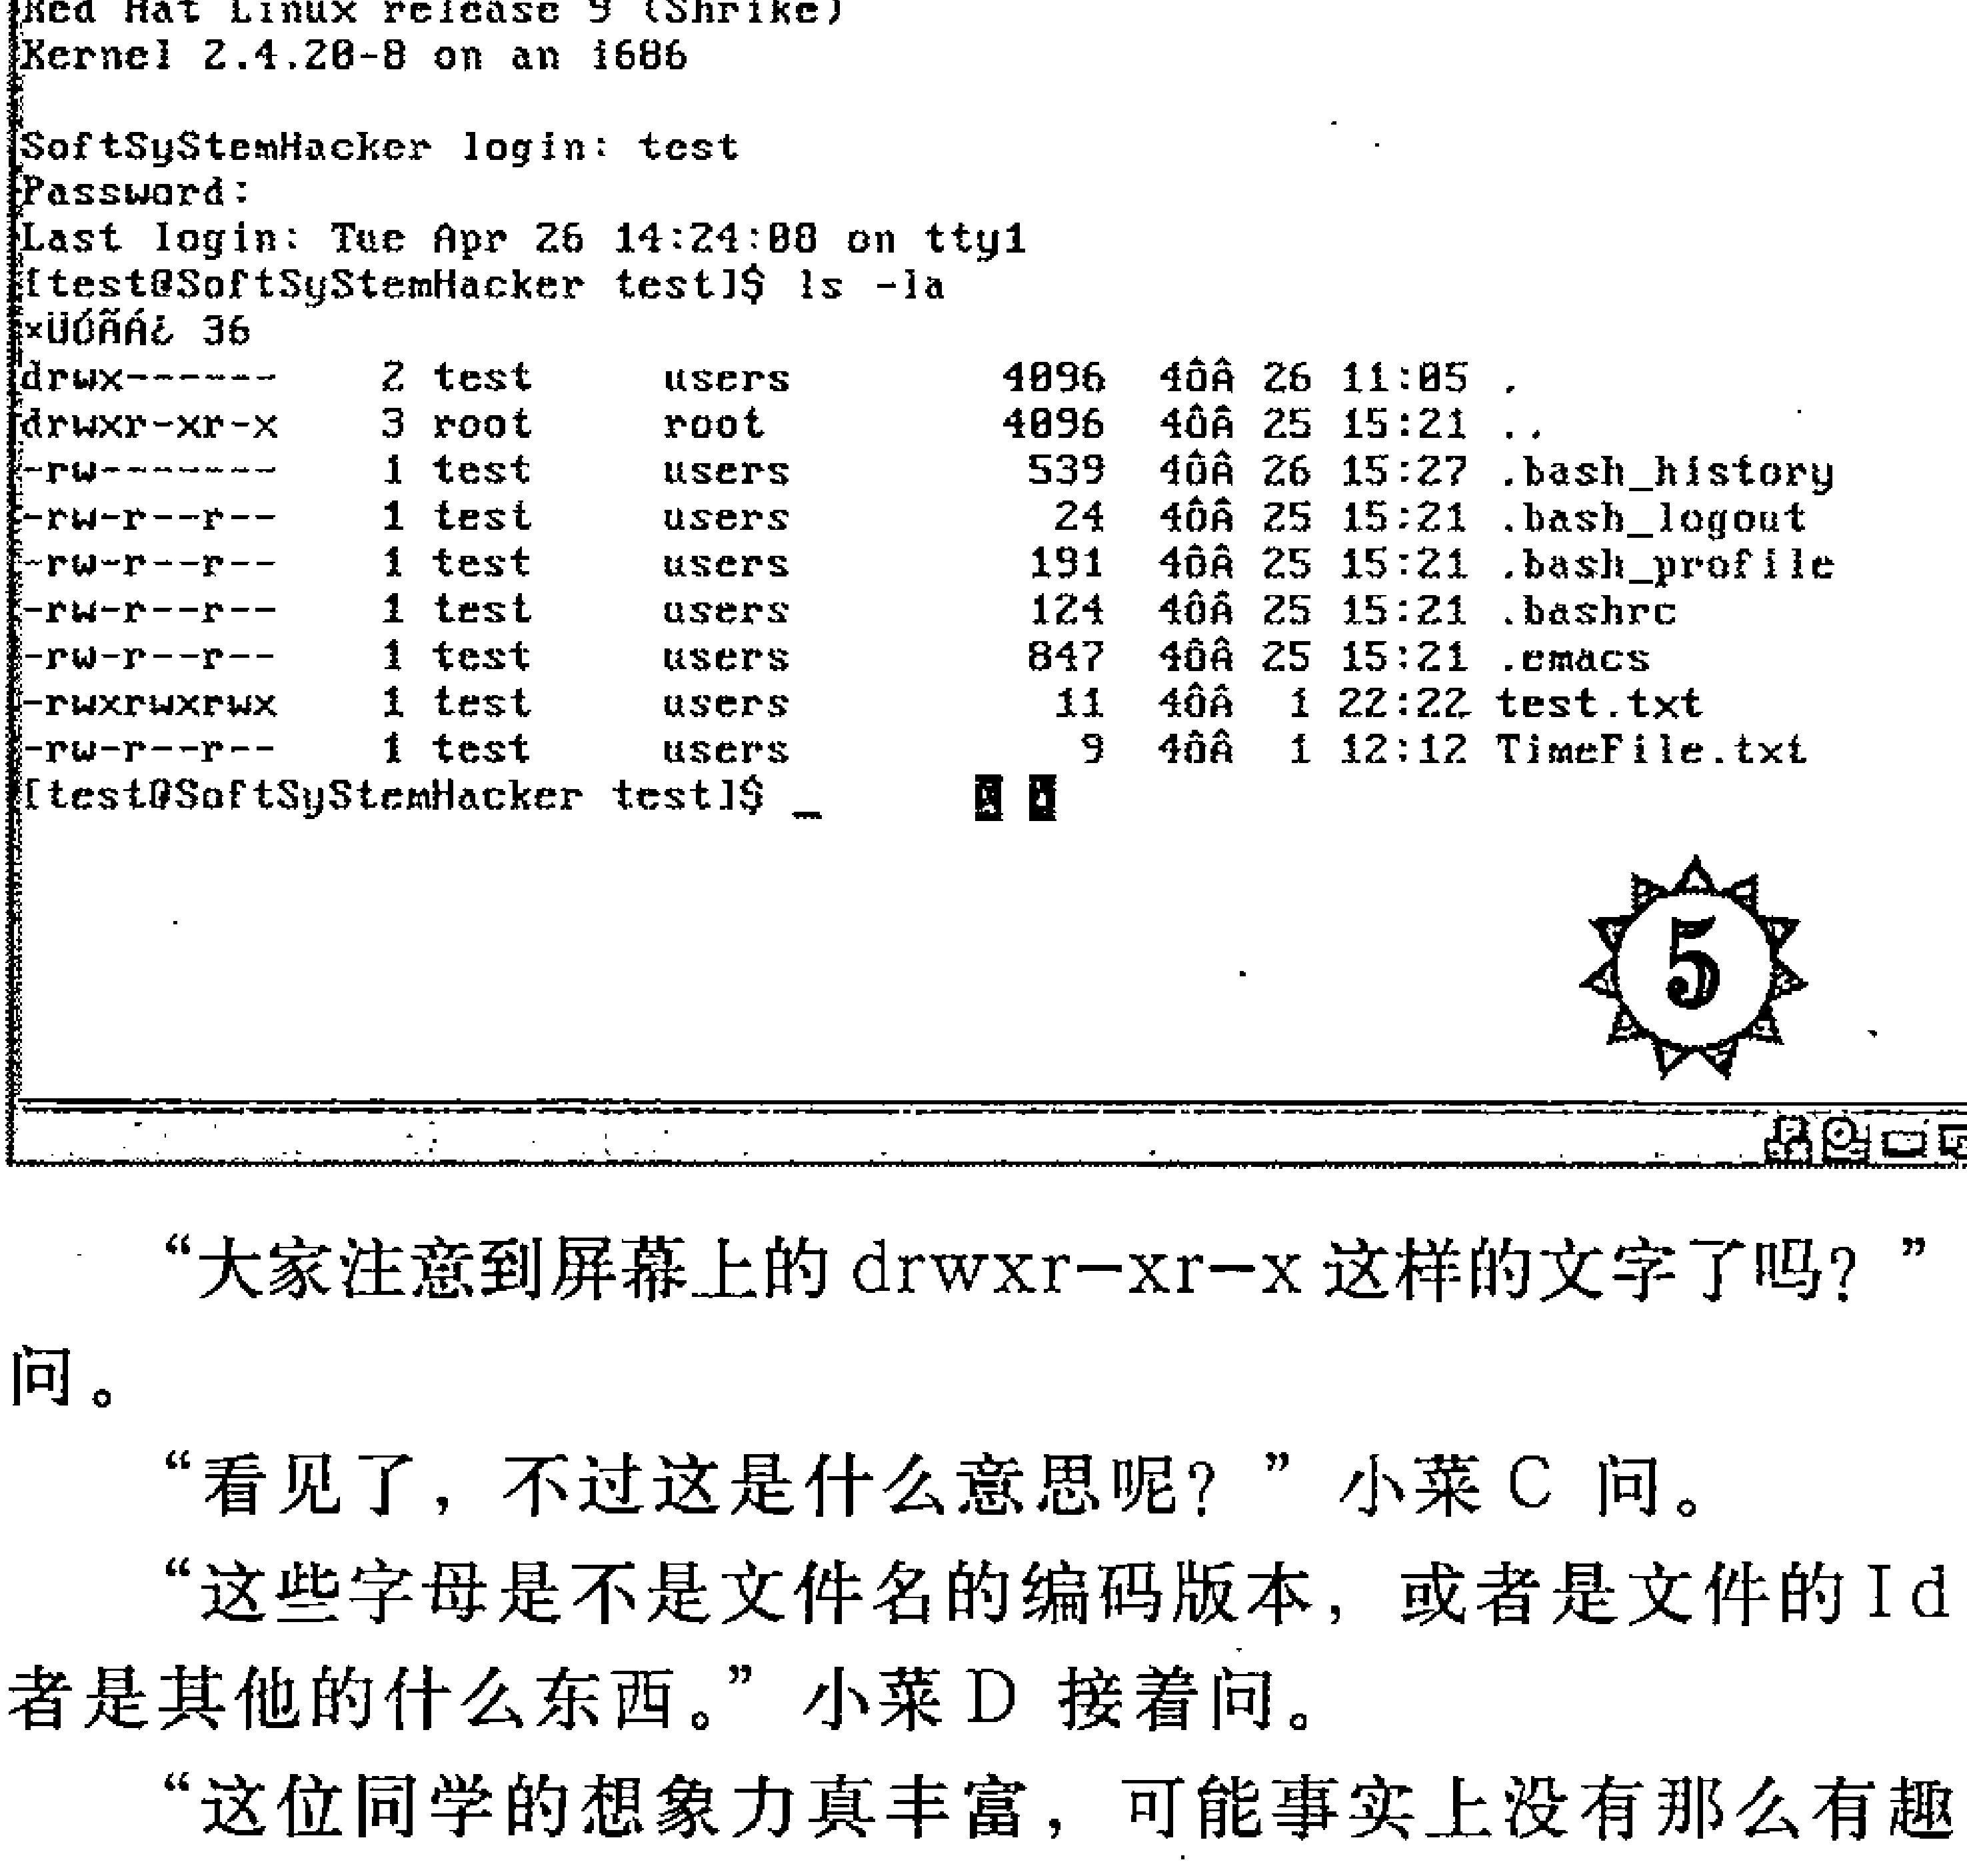 Red Hat Linux release 9 (Shrike)
Kernel 2.4.20-8 on an i686
SoftSyStemHacker login: test
Password:
Last login: Tue Apr 26 14:24:08 on tty1
[test@SoftSyStemHacker test]$ ls -la
×ÜÓÃÁ¿ 36
drwx------ 2 test users 4096 4ÔÂ 26 11:05 .
drwxr-xr-x 3 root root 4096 4ÔÂ 25 15:21 ..
-rw------- 1 test users 539 4ÔÂ 26 15:27 .bash_history
-rw-r--r-- 1 test users 24 4ÔÂ 25 15:21 .bash_logout
-rw-r--r-- 1 test users 191 4ÔÂ 25 15:21 .bash_profile
-rw-r--r-- 1 test users 124 4ÔÂ 25 15:21 .bashrc
-rw-r--r-- 1 test users 847 4ÔÂ 25 15:21 .emacs
-rwxrwxrwx 1 test users 11 4ÔÂ 1 22:22 test.txt
-rw-r--r-- 1 test users 9 4ÔÂ 1 12:12 TimeFile.txt
[test@SoftSyStemHacker test]$ _
5
“大家注意到屏幕上的 drwxr-xr-x 这样的文字了吗？”
问。
“看见了，不过这是什么意思呢？”小菜 C 问。
“这些字母是不是文件名的编码版本，或者是文件的 Id
者是其他的什么东西。”小菜 D 接着问。
“这位同学的想象力真丰富，可能事实上没有那么有趣